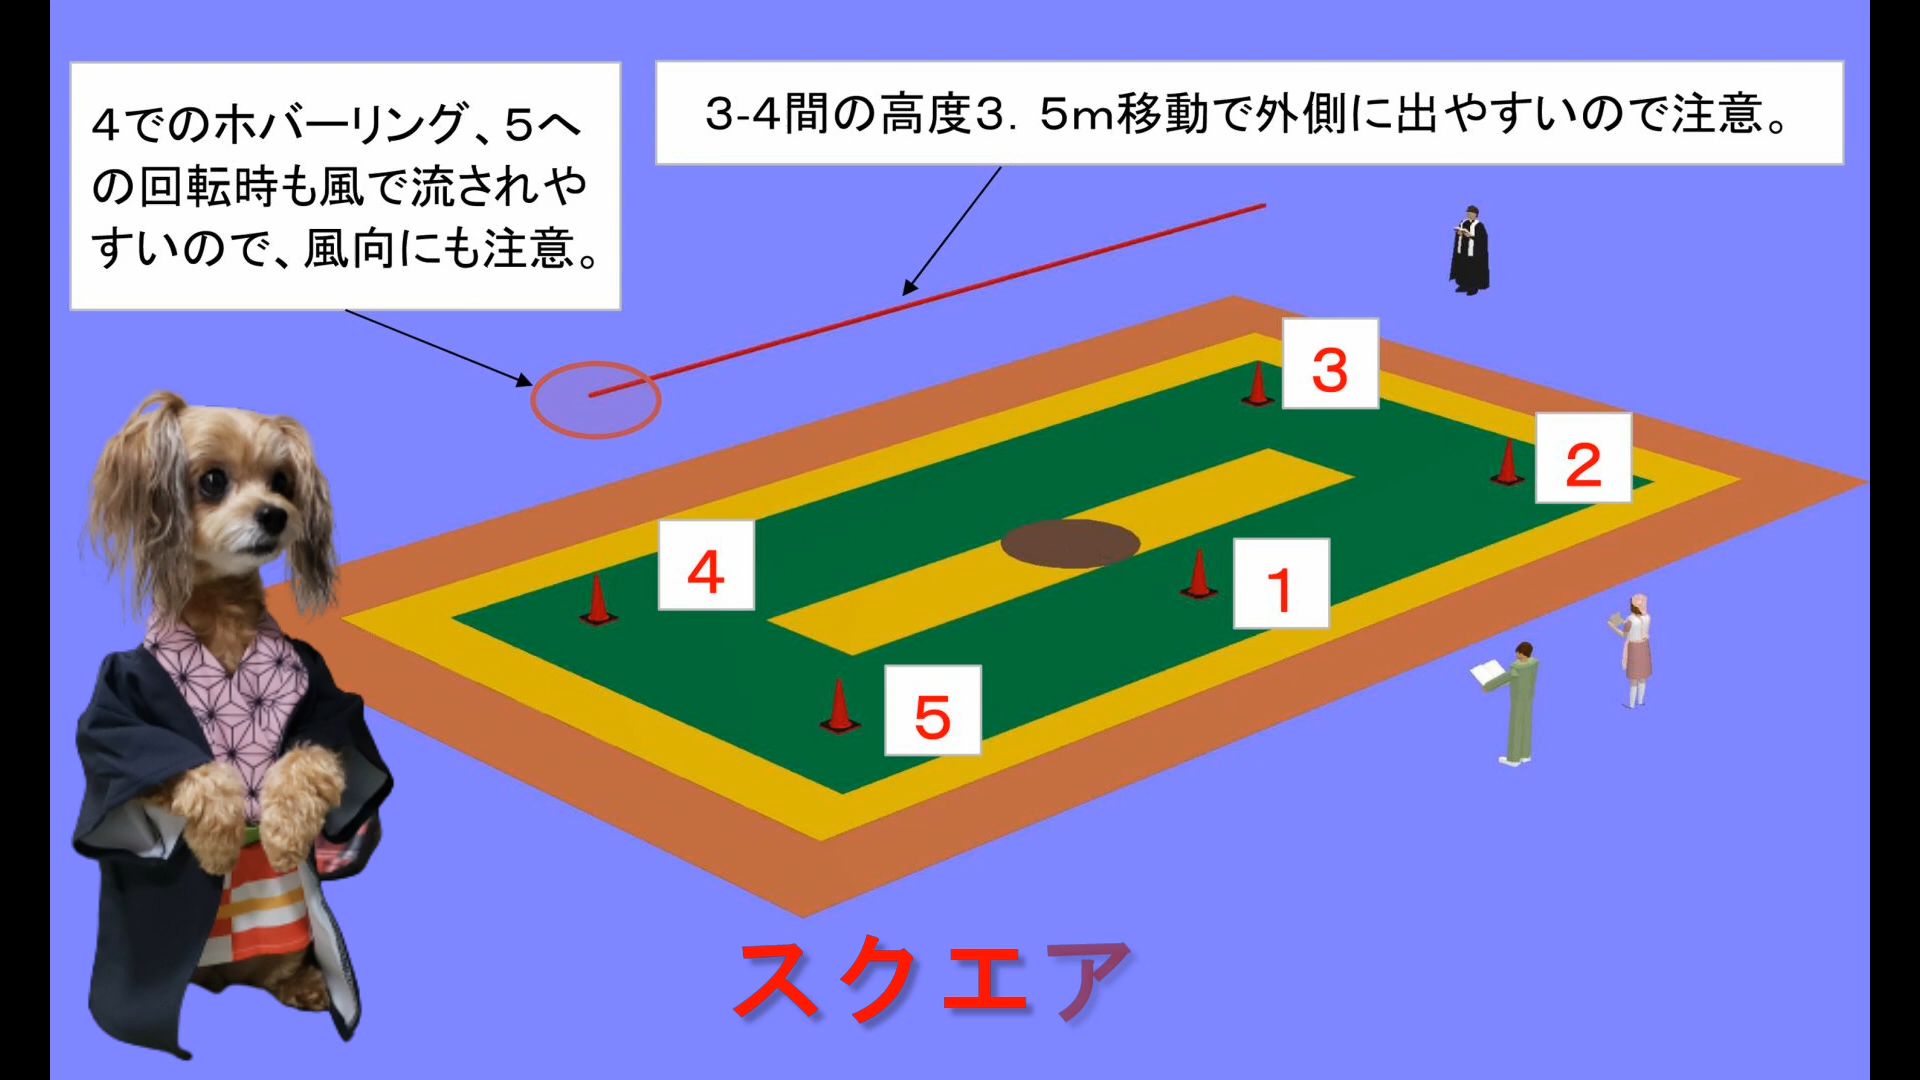 4でのホバーリング、5へ
の回転時も風で流されや
すいので、風向にも注意。
3-4間の高度3．5m移動で外側に出やすいので注意。
3
2
4
1
5
スクエア